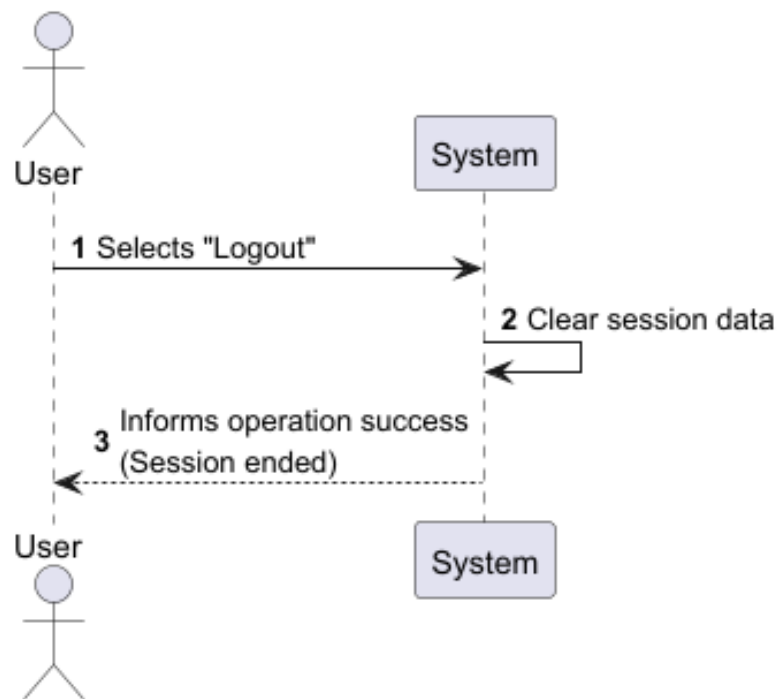 User
System
1 Selects "Logout"
2 Clear session data
3 Informs operation success
(Session ended)
User
System